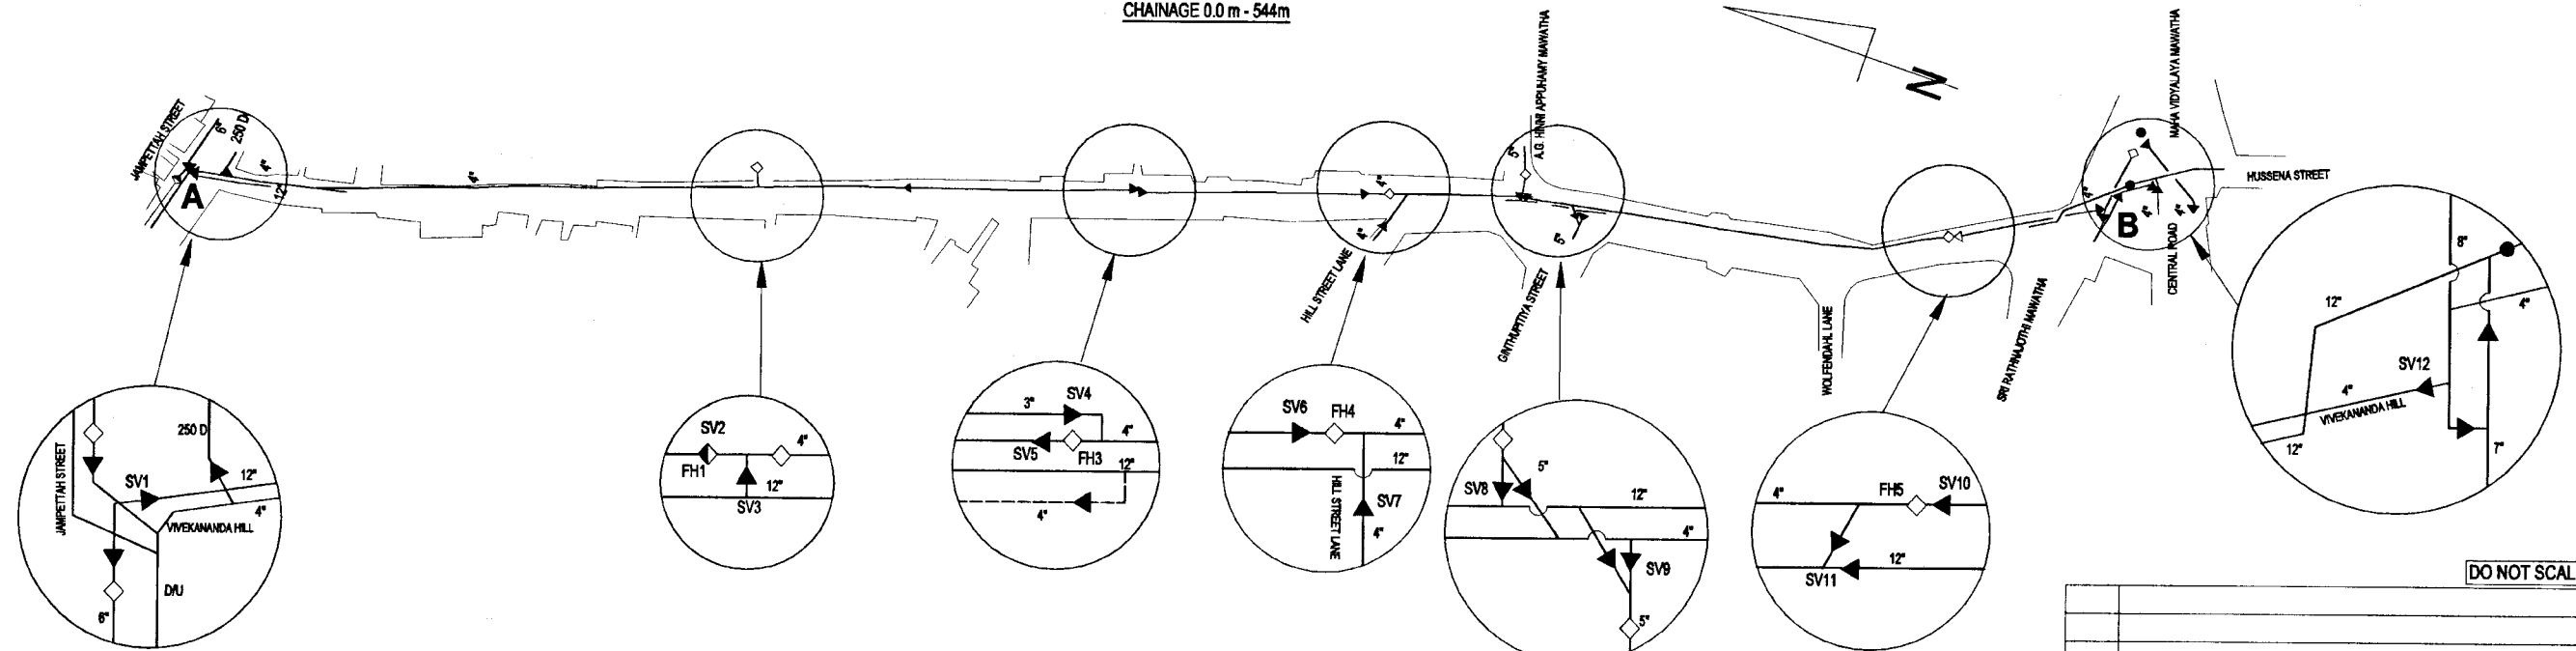 CHAINAGE 0.0 m - 544m
N
JAMPETTAH STREET
6"
250 D
4"
12"
A
4"
4"
4"
HILL STREET LANE
5"
A.G. HINNI APPUHAMY MAWATHA
5"
GINTHUPITIYA STREET
WOLFENDAHL LANE
SRI RATHNAJOTHI MAWATHA
4"
B
4"
4"
CENTRAL ROAD
MAHA VIDYALAYA MAWATHA
HUSSENA STREET
JAMPETTAH STREET
250 D
SV1
12"
4"
VIVEKANANDA HILL
D/U
6"
SV2
4"
FH1
12"
SV3
3"
SV4
4"
SV5
FH3
12"
4"
SV6
FH4
4"
12"
HILL STREET LANE
SV7
4"
5"
SV8
12"
4"
SV9
5"
4"
FH5
SV10
SV11
12"
8"
12"
4"
SV12
4"
VIVEKANANDA HILL
12"
7"
DO NOT SCAL